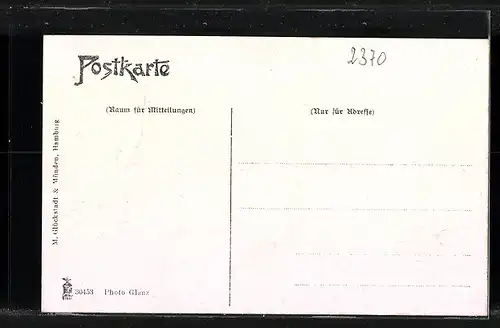 Postkarte
2370
(Raum für Mitteilungen)
(Nur für Adresse)
M. Glückstadt & Münden, Hamburg
30453 Photo Glanz